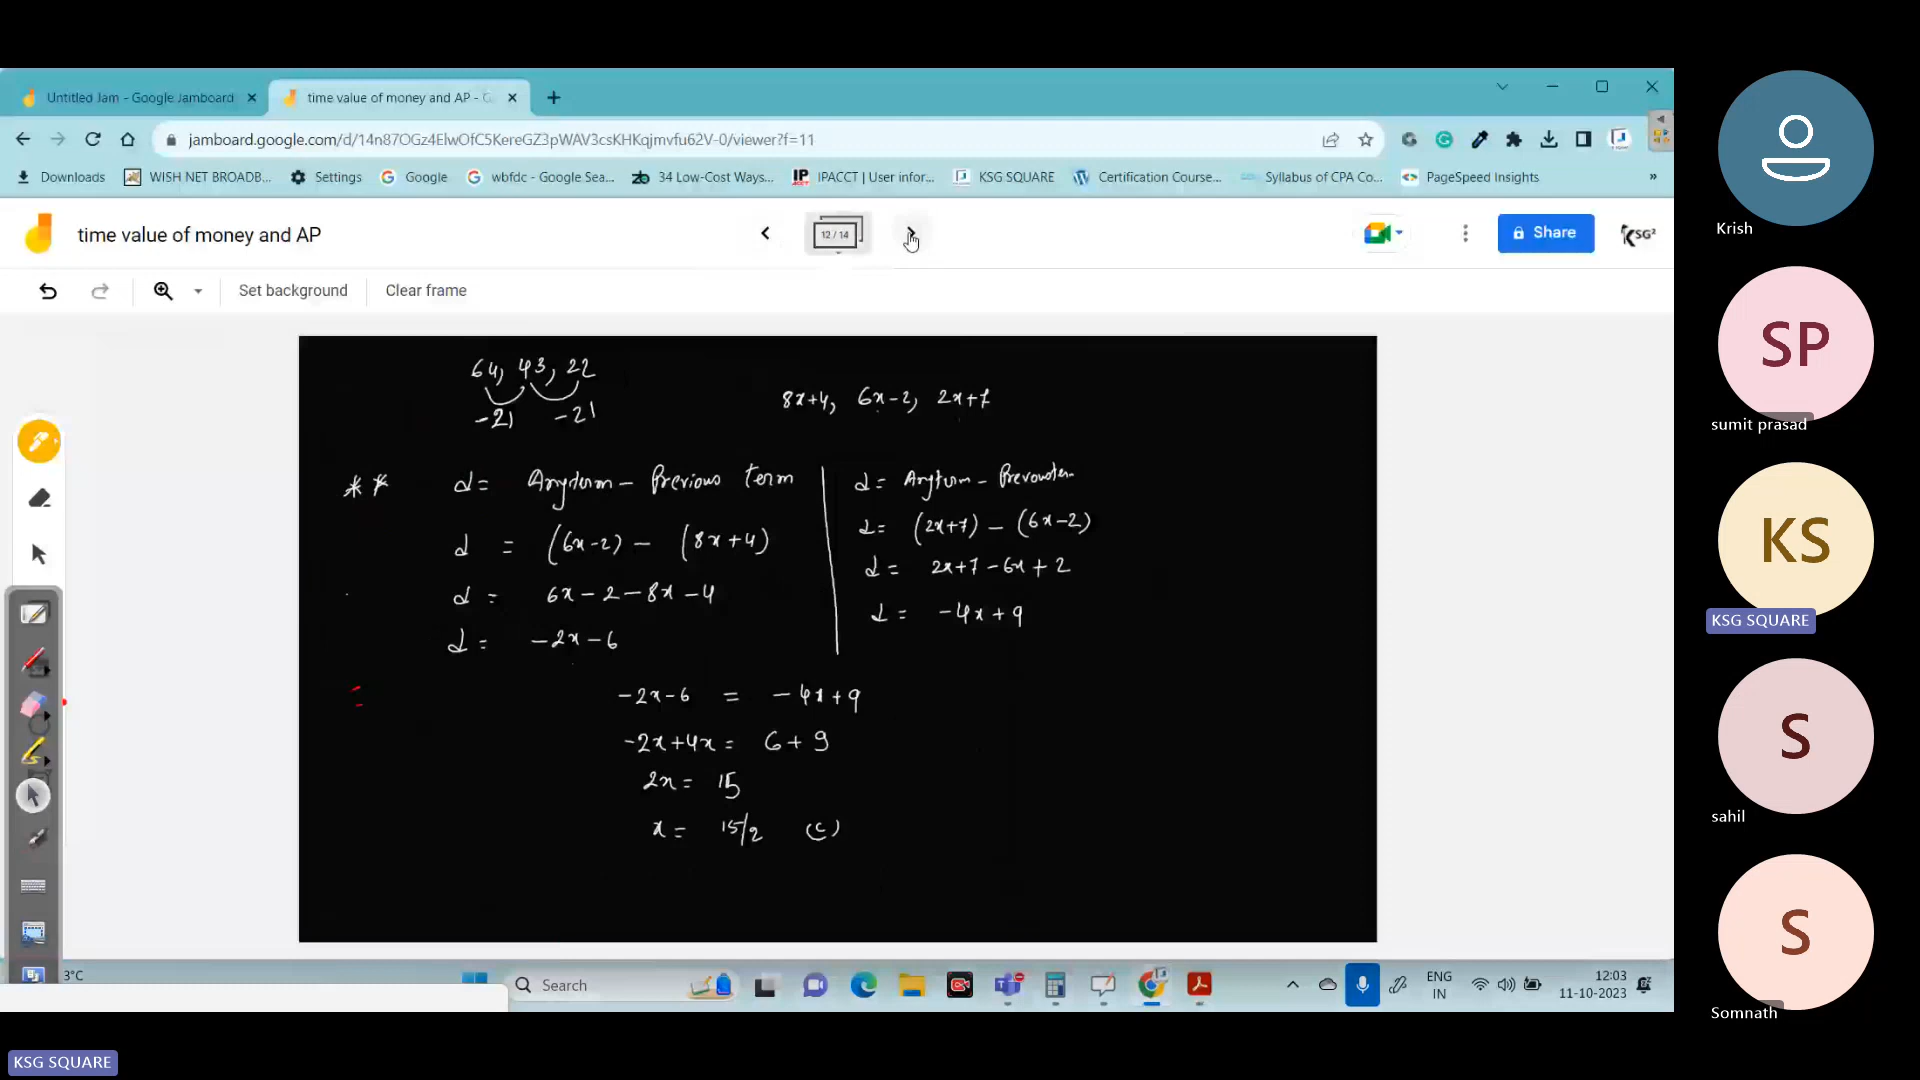 Untitled Jam - Google Jamboard
time value of money and AP - G
jamboard.google.com/d/14n87OGz4ElwOfC5KereGZ3pWAV3csKHKqjmvfu62V-0/viewer?f=11
Downloads WISH NET BROADB... Settings Google wbfdc - Google Sea... 34 Low-Cost Ways... IPACCT | User infor... KSG SQUARE Certification Course... Syllabus of CPA Co... PageSpeed Insights »
time value of money and AP
12 / 14
Share
KSG²
Set background Clear frame
64, 43, 22
-21 -21
8x+4, 6x-2, 2x+7
** d = Anyterm - Previous term
d = (6x-2) - (8x+4)
d = 6x-2-8x-4
d = -2x-6
d = Anyterm -
d = (2x+7) - (6x-2)
d = 2x+7-6x+2
d = -4x+9
-2x-6 = -4x+9
-2x+4x = 6+9
2x = 15
x = 15/2 (c)
3°C
Search
ENG
IN
12:03
11-10-2023
Krish
SP
sumit prasad
KS
KSG SQUARE
S
sahil
S
Somnath
KSG SQUARE